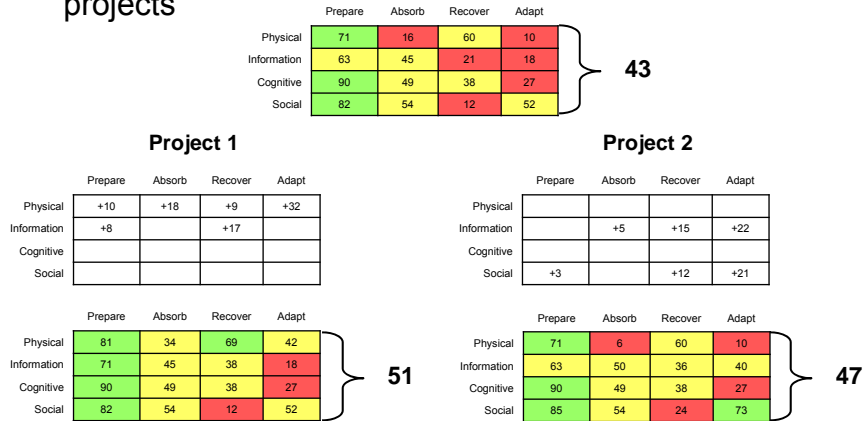 projects
Prepare Absorb Recover Adapt
Physical 71 16 60 10
Information 63 45 21 18
Cognitive 90 49 38 27
Social 82 54 12 52
43
Project 1
Prepare Absorb Recover Adapt
Physical +10 +18 +9 +32
Information +8 +17
Cognitive
Social
Prepare Absorb Recover Adapt
Physical 81 34 69 42
Information 71 45 38 18
Cognitive 90 49 38 27
Social 82 54 12 52
51
Project 2
Prepare Absorb Recover Adapt
Physical
Information +5 +15 +22
Cognitive
Social +3 +12 +21
Prepare Absorb Recover Adapt
Physical 71 6 60 10
Information 63 50 36 40
Cognitive 90 49 38 27
Social 85 54 24 73
47